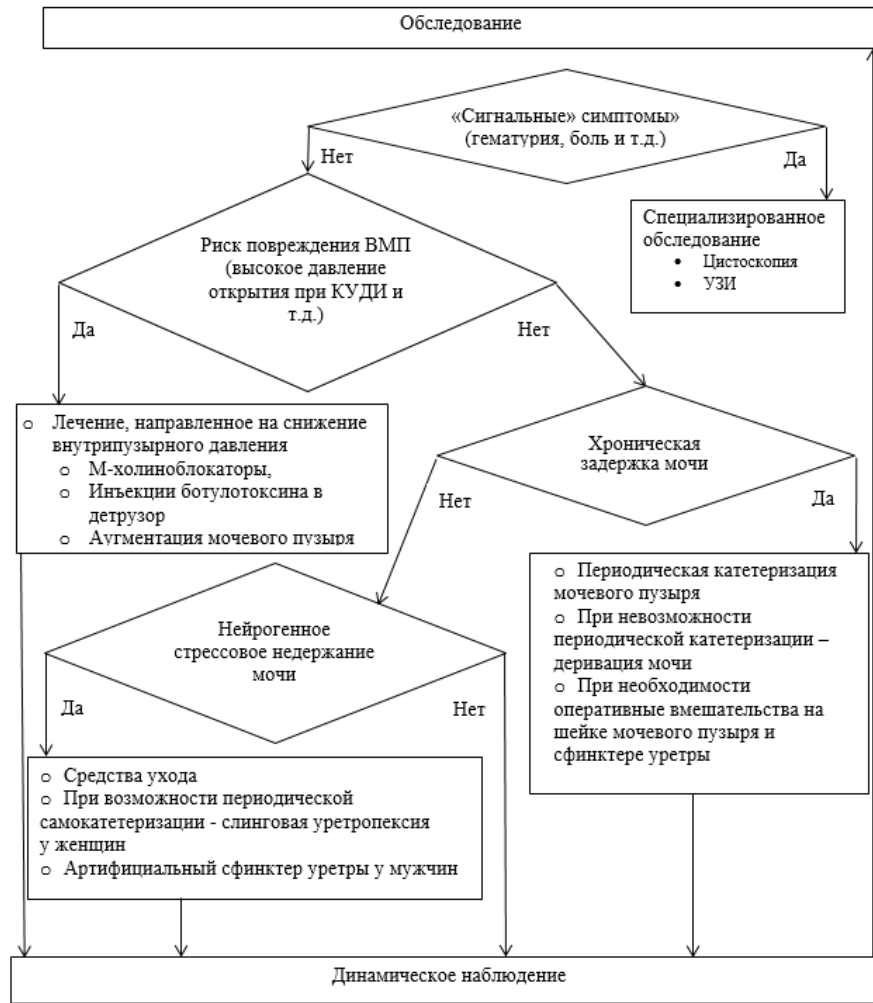 Обследование
«Сигнальные» симптомы»
(гематурия, боль и т.д.)
Нет
Да
Специализированное
обследование
• Цистоскопия
• УЗИ
Риск повреждения ВМП
(высокое давление
открытия при КУДИ и
т.д.)
Да
Нет
o Лечение, направленное на снижение
внутрипузырного давления
o М-холиноблокаторы,
o Инъекции ботулотоксина в
детрузор
o Аугментация мочевого пузыря
Хроническая
задержка мочи
Нет
Да
o Периодическая катетеризация
мочевого пузыря
o При невозможности
периодической катетеризации –
деривация мочи
o При необходимости
оперативные вмешательства на
шейке мочевого пузыря и
сфинктере уретры
Нейрогенное
стрессовое недержание
мочи
Да
Нет
o Средства ухода
o При возможности периодической
самокатетеризации - слинговая уретропексия
у женщин
o Артифициальный сфинктер уретры у мужчин
Динамическое наблюдение